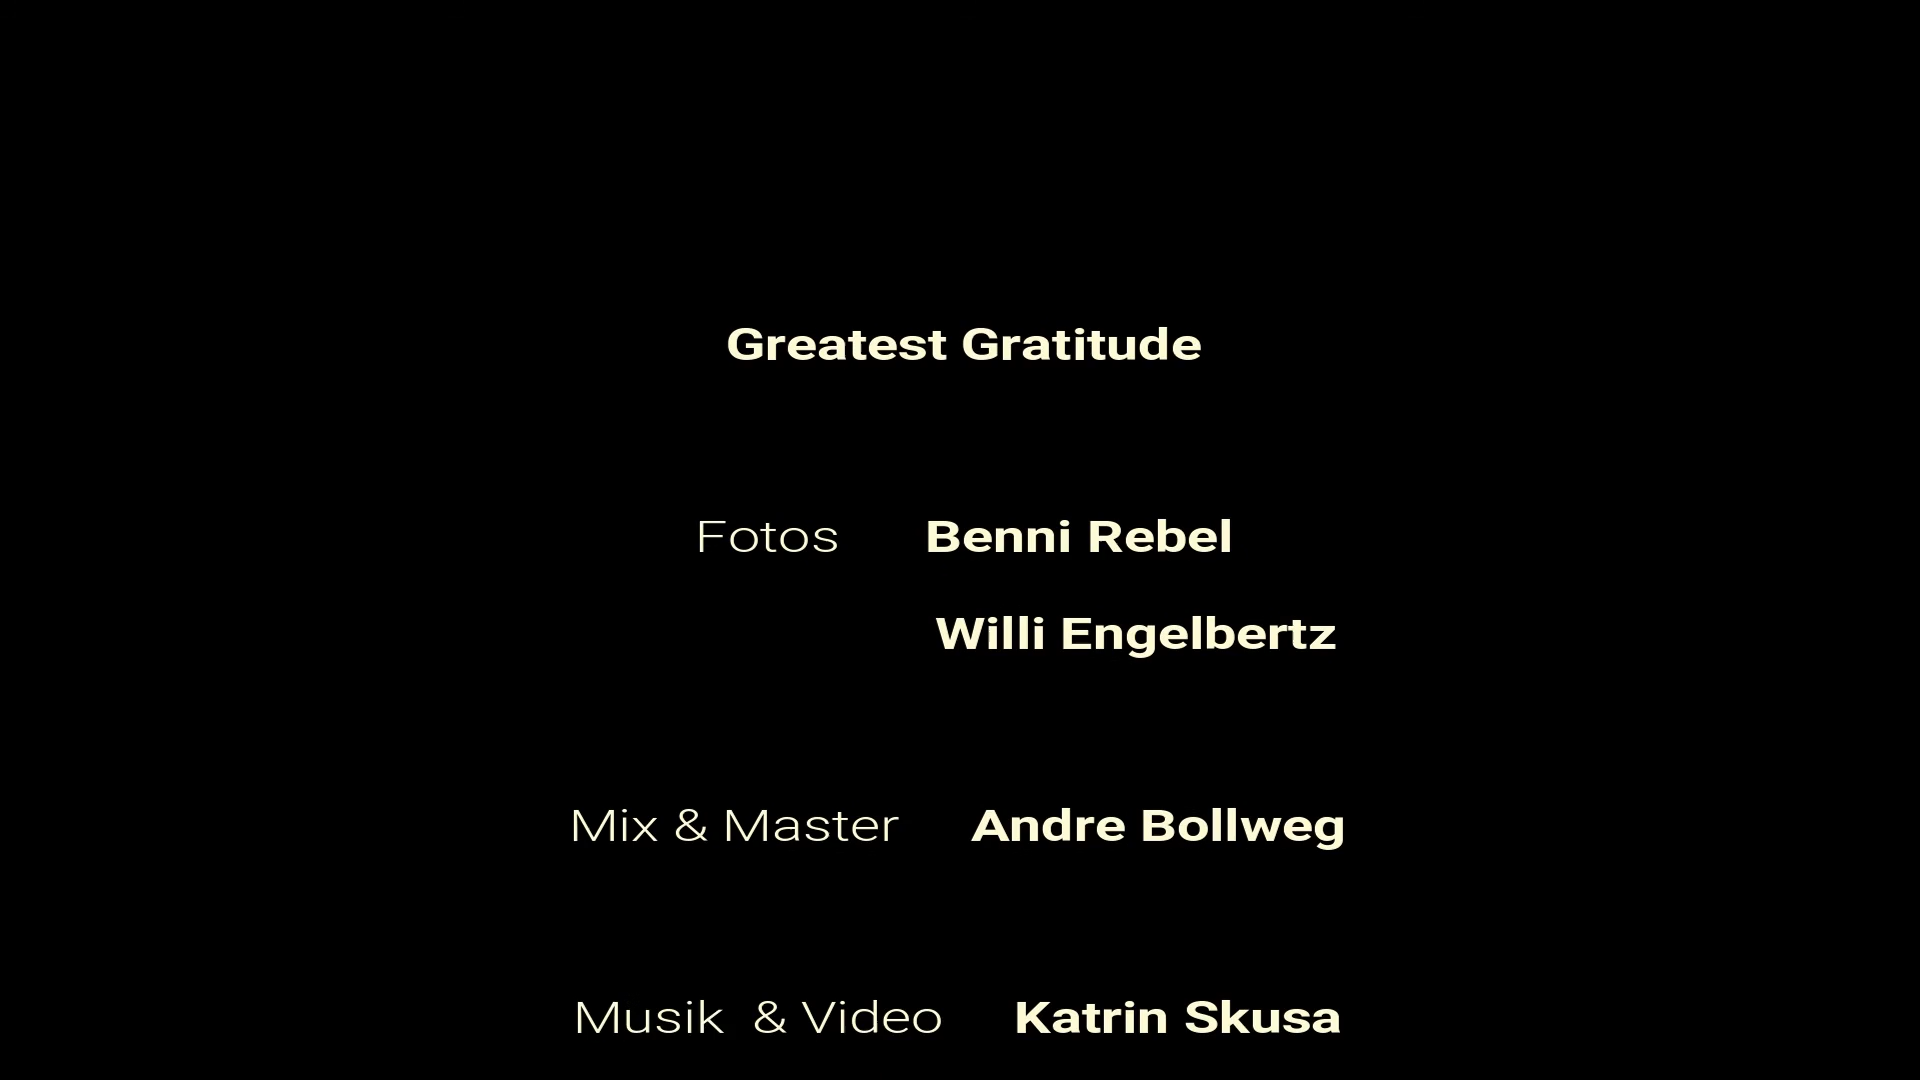 Greatest Gratitude
Fotos Benni Rebel
Willi Engelbertz
Mix & Master Andre Bollweg
Musik & Video Katrin Skusa